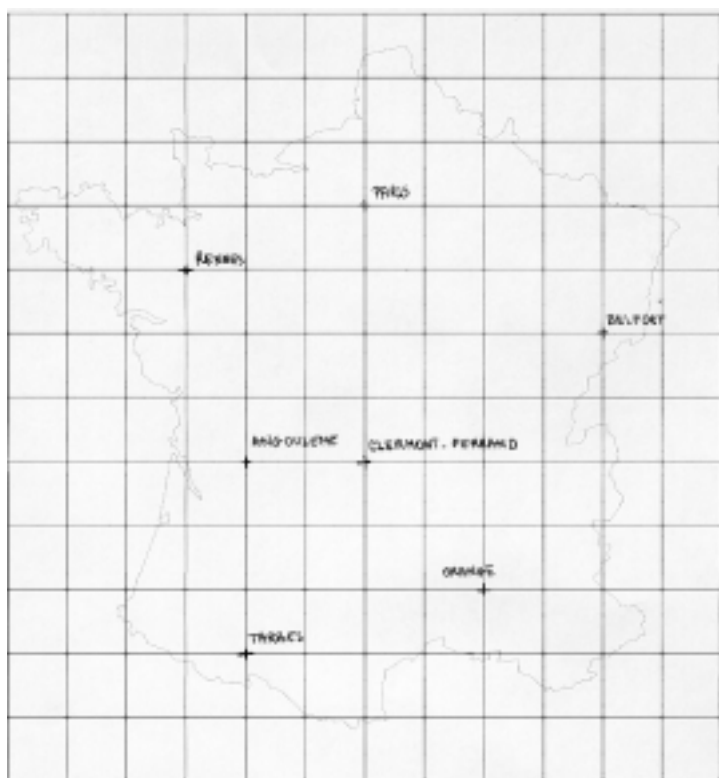 PARIS
RENNES
BELFORT
ANGOULEME
CLERMONT-FERRAND
ORANGE
TARBES